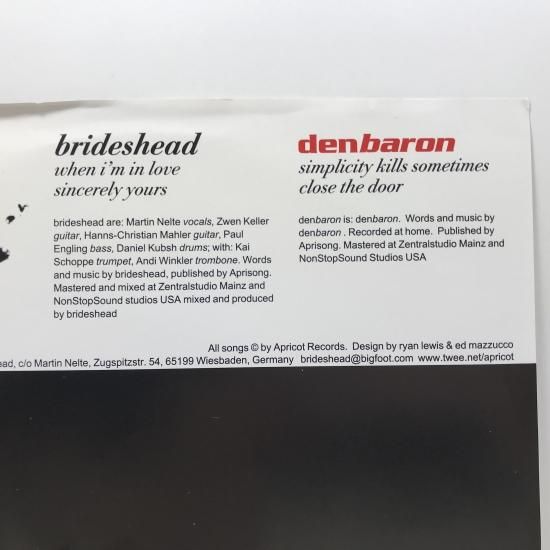 brideshead
when i'm in love
sincerely yours
brideshead are: Martin Nelte vocals, Zwen Keller
guitar, Hanns-Christian Mahler guitar, Paul
Engling bass, Daniel Kubsh drums; with: Kai
Schoppe trumpet, Andi Winkler trombone. Words
and music by brideshead, published by Aprisong.
Mastered and mixed at Zentralstudio Mainz and
NonStopSound studios USA mixed and produced
by brideshead
denbaron
simplicity kills sometimes
close the door
denbaron is: denbaron. Words and music by
denbaron . Recorded at home. Published by
Aprisong. Mastered at Zentralstudio Mainz and
NonStopSound Studios USA
All songs © by Apricot Records. Design by ryan lewis & ed mazzucco
ead, c/o Martin Nelte, Zugspitzstr. 54, 65199 Wiesbaden, Germany brideshead@bigfoot.com www.twee.net/apricot